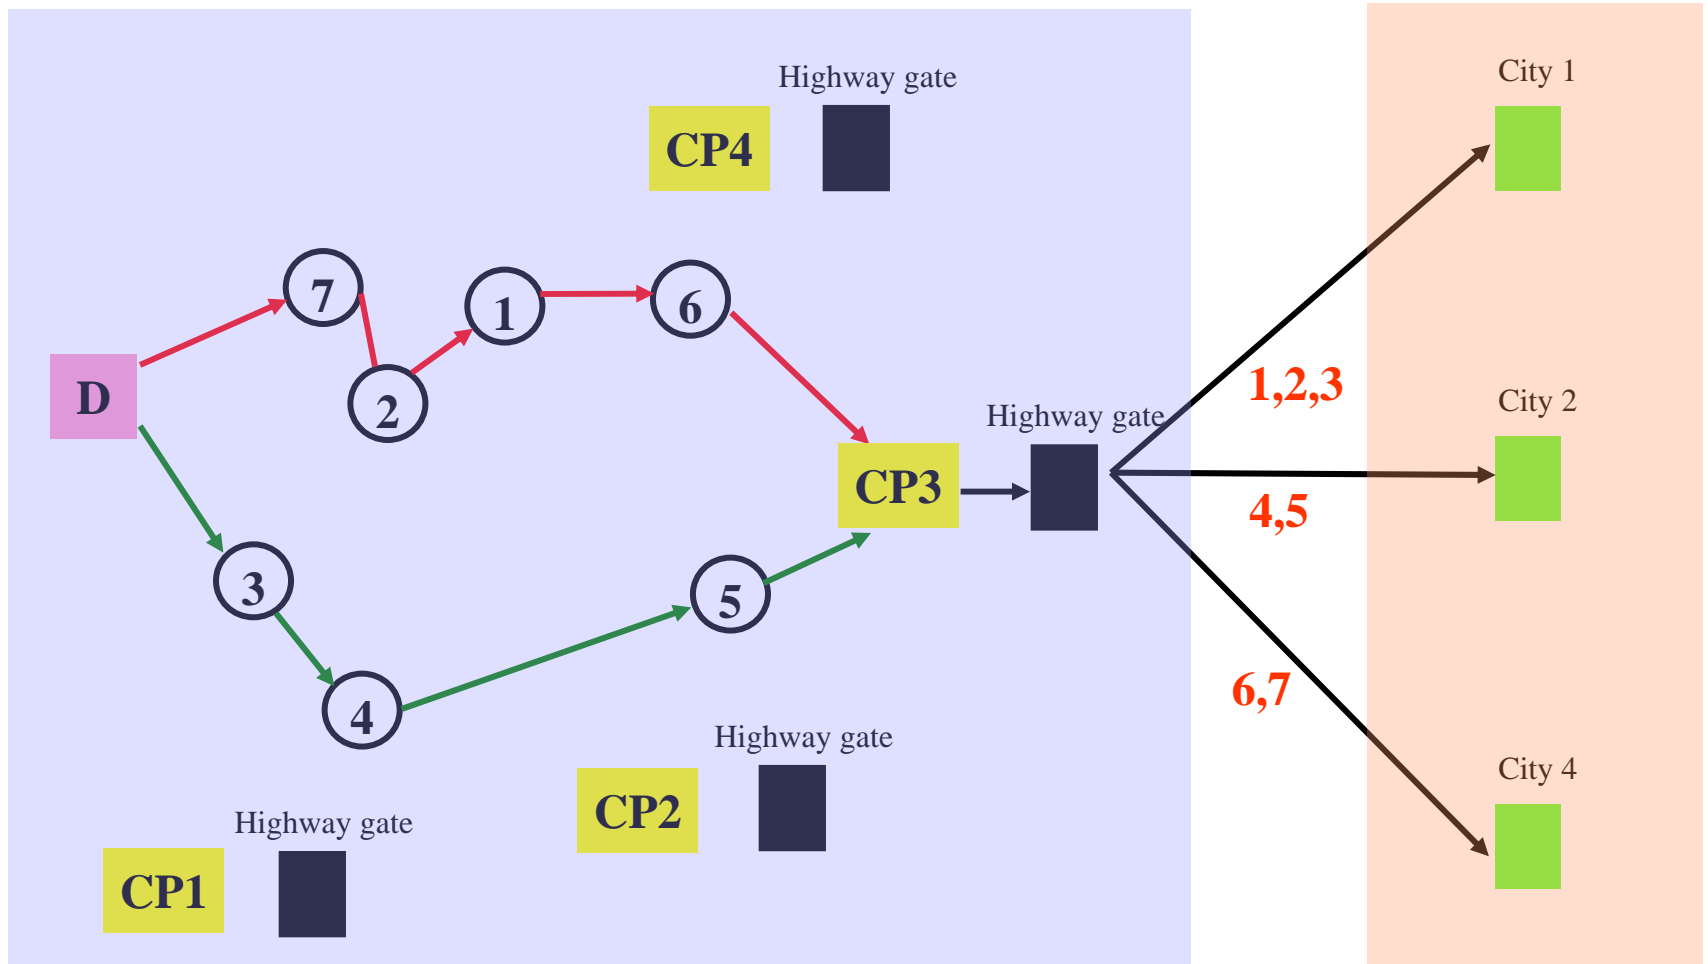 City 1
Highway gate
CP4
7
1
6
2
D
1,2,3
City 2
Highway gate
CP3
4,5
3
5
4
6,7
Highway gate
City 4
CP2
Highway gate
CP1